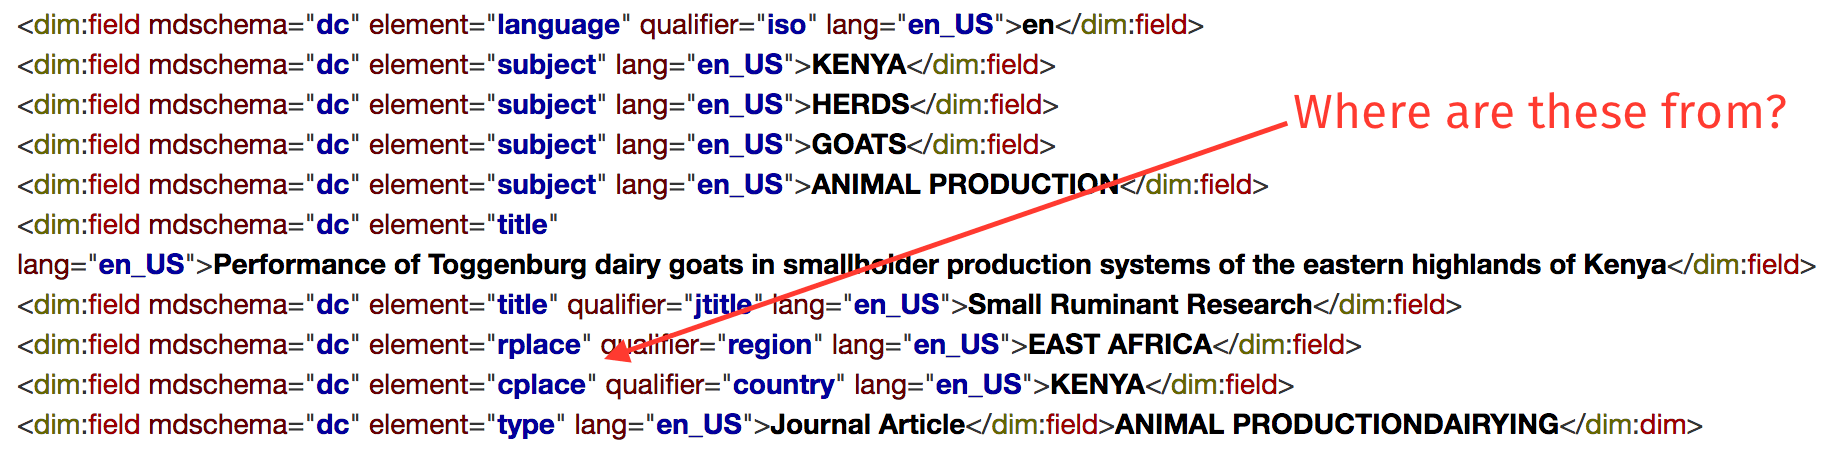 <dim:field mdschema="dc" element="language" qualifier="iso" lang="en_US">en</dim:field>
<dim:field mdschema="dc" element="subject" lang="en_US">KENYA</dim:field>
<dim:field mdschema="dc" element="subject" lang="en_US">HERDS</dim:field>
Where are these from?
<dim:field mdschema="dc" element="subject" lang="en_US">GOATS</dim:field>
<dim:field mdschema="dc" element="subject" lang="en_US">ANIMAL PRODUCTION</dim:field>
<dim:field mdschema="dc" element="title"
lang="en_US">Performance of Toggenburg dairy goats in smallholder production systems of the eastern highlands of Kenya</dim:field>
<dim:field mdschema="dc" element="title" qualifier="jtitle" lang="en_US">Small Ruminant Research</dim:field>
<dim:field mdschema="dc" element="rplace" qualifier="region" lang="en_US">EAST AFRICA</dim:field>
<dim:field mdschema="dc" element="cplace" qualifier="country" lang="en_US">KENYA</dim:field>
<dim:field mdschema="dc" element="type" lang="en_US">Journal Article</dim:field>ANIMAL PRODUCTIONDAIRYING</dim:dim>